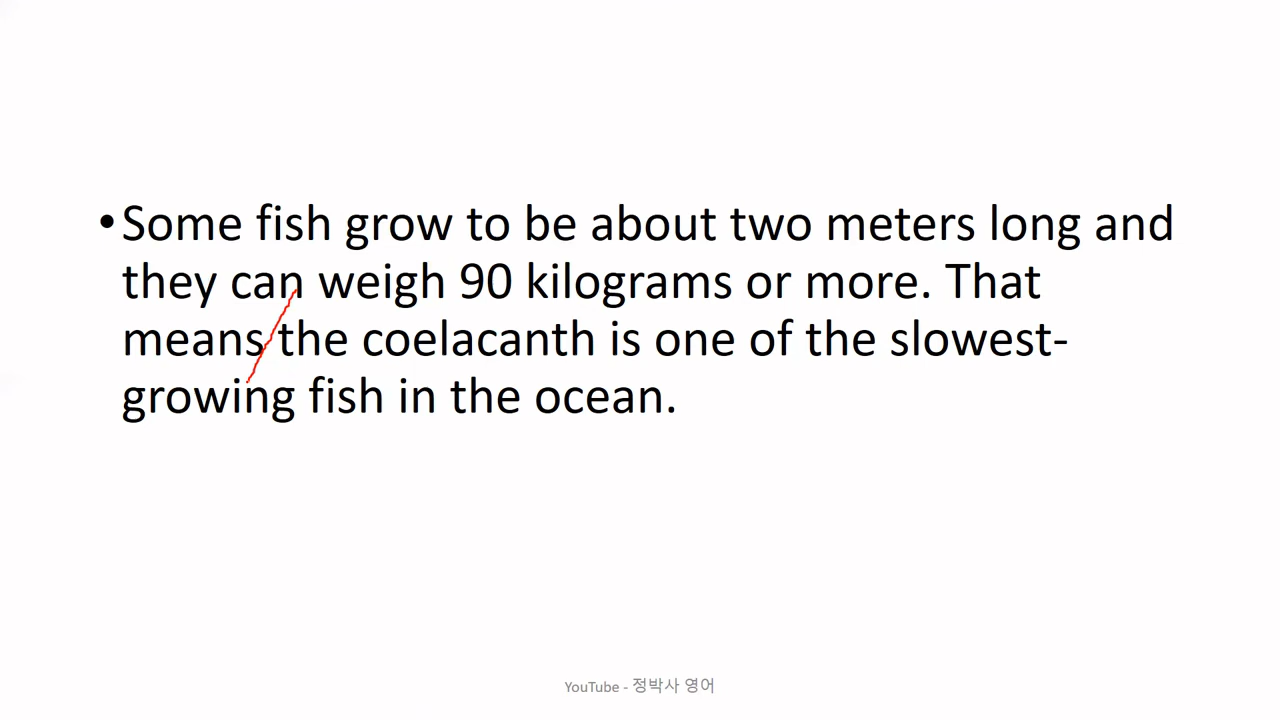 •Some fish grow to be about two meters long and
they can weigh 90 kilograms or more. That
means the coelacanth is one of the slowest-
growing fish in the ocean.
YouTube - 정박사 영어